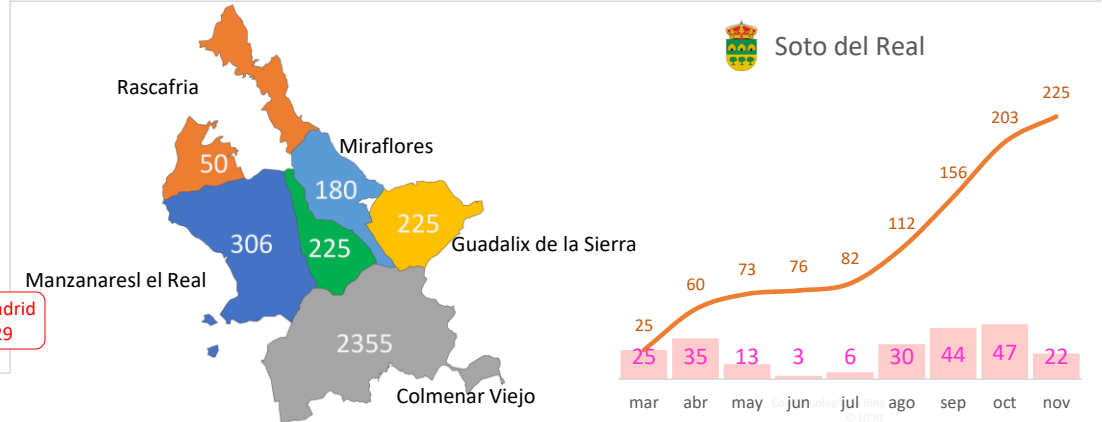 Soto del Real
Rascafria
Miraflores
50
180
225
306
225
Guadalix de la Sierra
Manzanaresl el Real
2355
Colmenar Viejo
29
225
203
156
112
82
76
73
60
25
25 35 13 3 6 30 44 47 22
mar abr may jun jul ago sep oct nov
© HERE